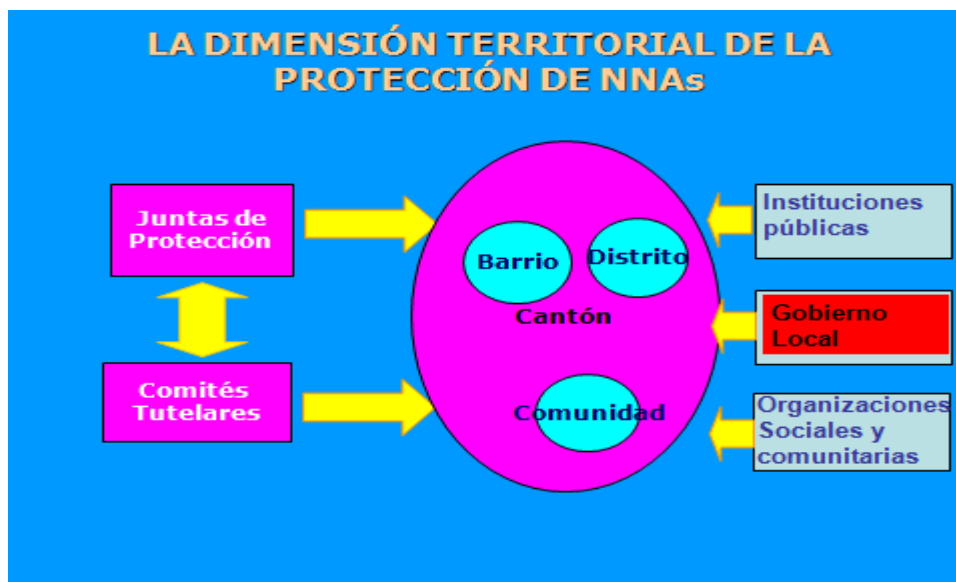 LA DIMENSIÓN TERRITORIAL DE LA
PROTECCIÓN DE NNAs
Juntas de
Protección
Comités
Tutelares
Barrio
Distrito
Cantón
Comunidad
Instituciones
públicas
Gobierno
Local
Organizaciones
Sociales y
comunitarias